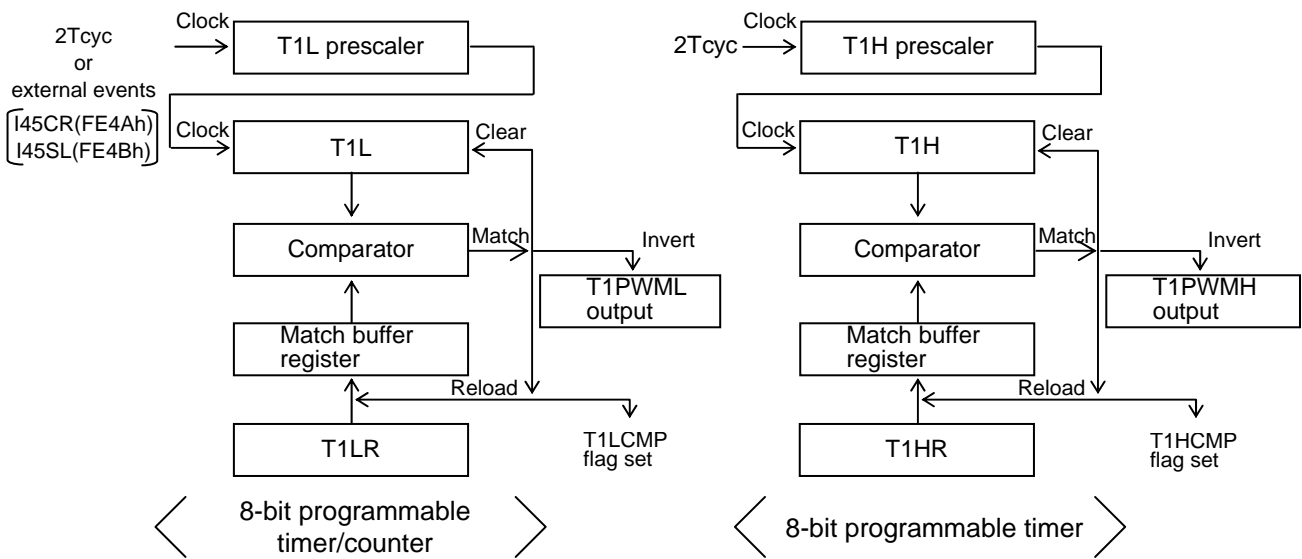 Clock
2Tcyc
or
external events
I45CR(FE4Ah)
I45SL(FE4Bh)
T1L prescaler
Clock
T1L
Clear
Comparator
Match
Invert
T1PWML
output
Match buffer
register
Reload
T1LR
T1LCMP
flag set
8-bit programmable
timer/counter
Clock
2Tcyc
T1H prescaler
Clock
T1H
Clear
Comparator
Match
Invert
T1PWMH
output
Match buffer
register
Reload
T1HR
T1HCMP
flag set
8-bit programmable timer